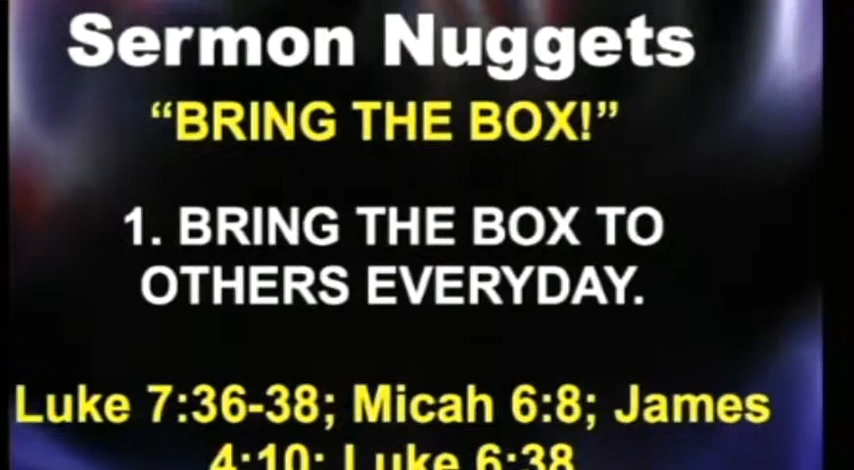 Sermon Nuggets
“BRING THE BOX!”
1. BRING THE BOX TO
OTHERS EVERYDAY.
Luke 7:36-38; Micah 6:8; James
4:10; Luke 6:38